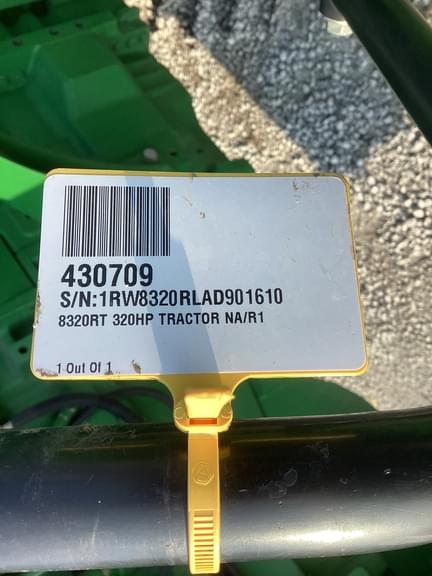 430709
S/N:1RW8320RLAD901610
8320RT 320HP TRACTOR NA/R1
1 Out Of 1